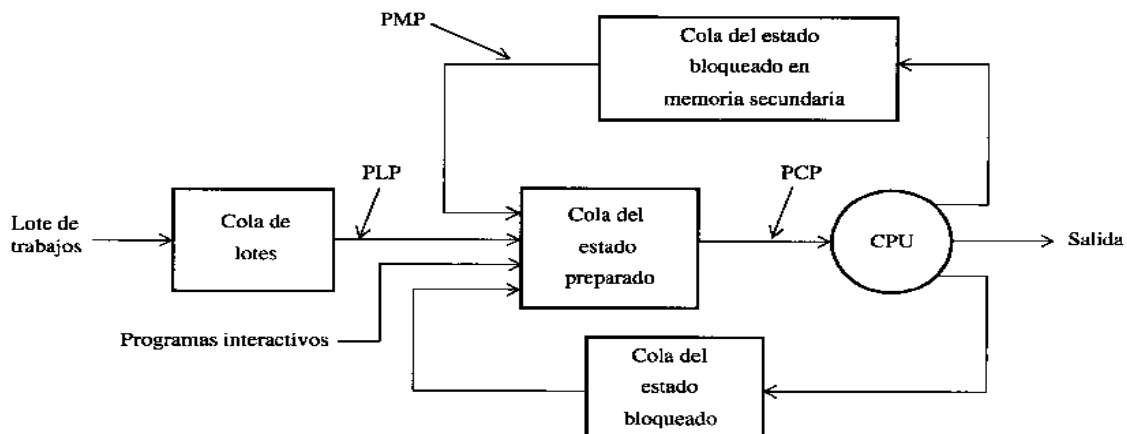 PMP
Cola del estado
bloqueado en
memoria secundaria
PLP
PCP
Lote de
trabajos
Cola de
lotes
Cola del
estado
preparado
CPU
Salida
Programas interactivos
Cola del
estado
bloqueado